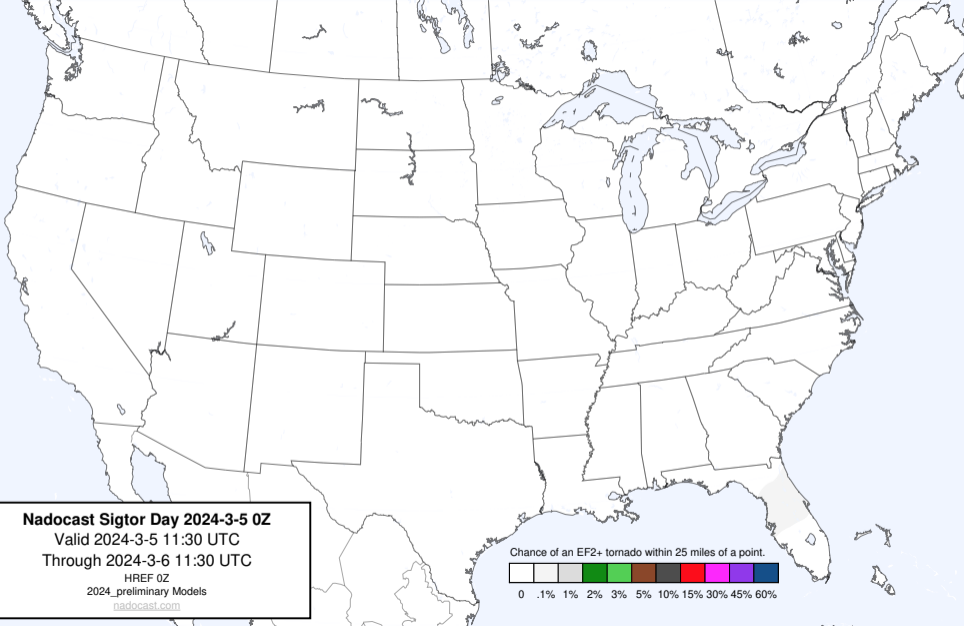 Nadocast Sigtor Day 2024-3-5 0Z
Valid 2024-3-5 11:30 UTC
Through 2024-3-6 11:30 UTC
HREF 0Z
2024_preliminary Models
nadocast.com
Chance of an EF2+ tornado within 25 miles of a point.
0 .1% 1% 2% 3% 5% 10% 15% 30% 45% 60%